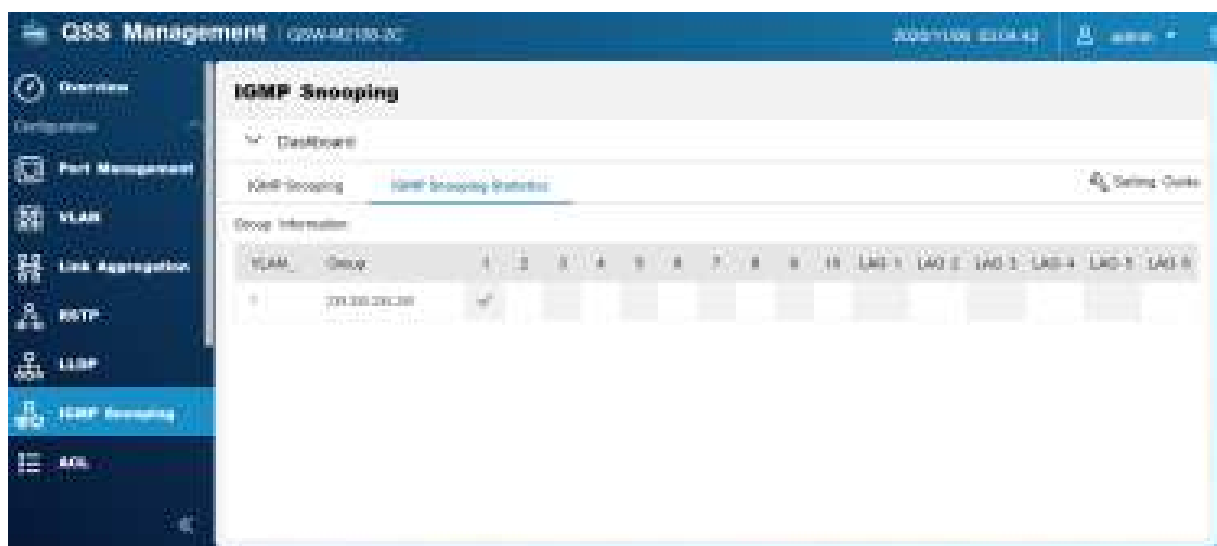 QSS Management
admin
Overview
Configuration
Port Management
VLAN
Link Aggregation
RSTP
LLDP
IGMP Snooping
ACL
IGMP Snooping
Dashboard
IGMP Snooping IGMP Snooping Statistics Setting Guide
Group Information
VLAN Group 1 2 3 4 5 6 7 8 9 10 LAG 1 LAG 2 LAG 3 LAG 4 LAG 5 LAG 6